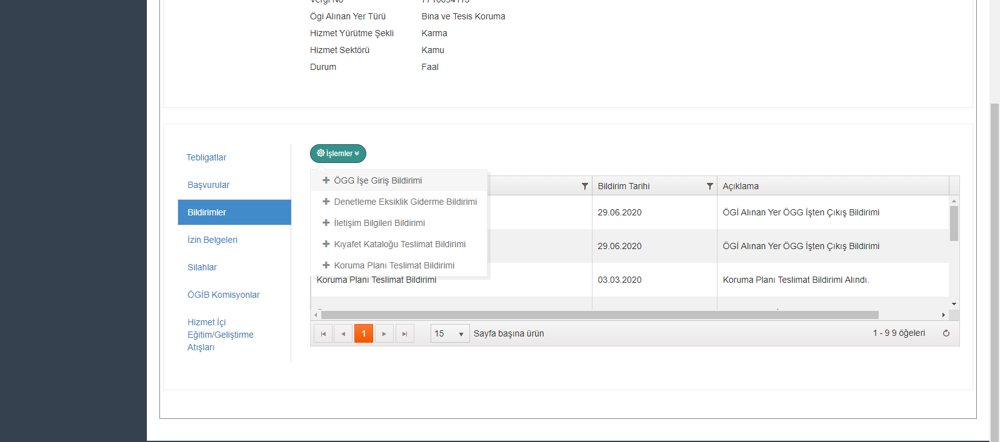 Ögi Alınan Yer Türü Bina ve Tesis Koruma
Hizmet Yürütme Şekli Karma
Hizmet Sektörü Kamu
Durum Faal
Tebligatlar
Başvurular
Bildirimler
İzin Belgeleri
Silahlar
ÖGİB Komisyonlar
Hizmet İçi
Eğitim/Geliştirme
Atışları
İşlemler
ÖGG İşe Giriş Bildirimi
Denetleme Eksiklik Giderme Bildirimi
İletişim Bilgileri Bildirimi
Kıyafet Kataloğu Teslimat Bildirimi
Koruma Planı Teslimat Bildirimi
Bildirim Tarihi Açıklama
29.06.2020 ÖGİ Alınan Yer ÖGG İşten Çıkış Bildirimi
29.06.2020 ÖGİ Alınan Yer ÖGG İşten Çıkış Bildirimi
Koruma Planı Teslimat Bildirimi 03.03.2020 Koruma Planı Teslimat Bildirimi Alındı.
1 15 Sayfa başına ürün 1 - 9 9 öğeleri